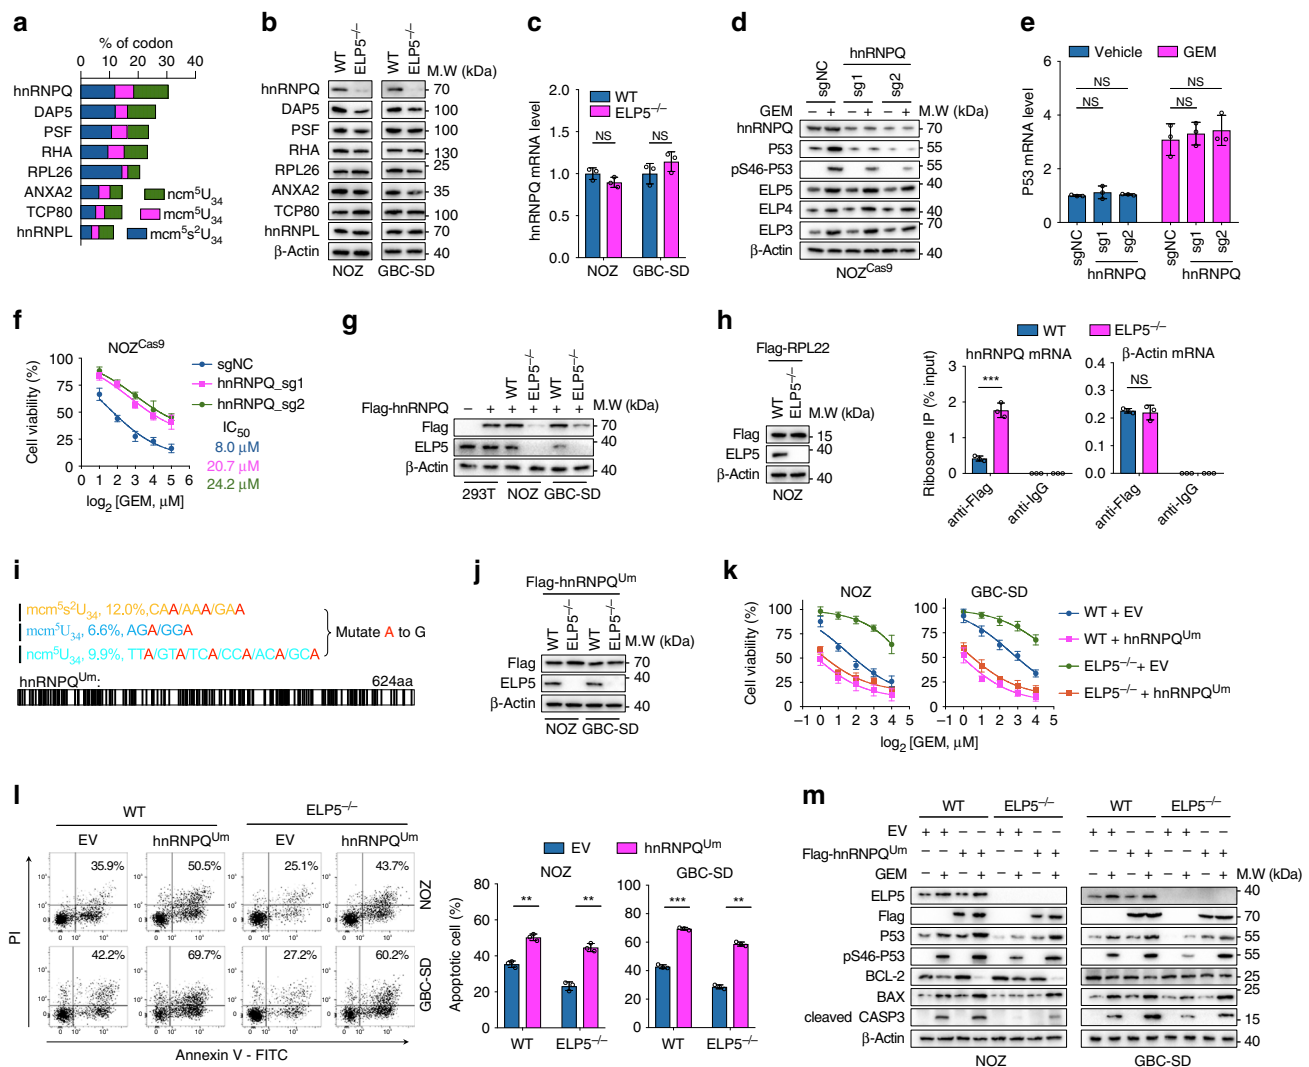 a
% of codon
0 10 20 30 40
hnRNPQ
DAP5
PSF
RHA
RPL26
ANXA2
TCP80
hnRNPL
ncm5U34
mcm5U34
mcm5s2U34
b
WT ELP5–/– WT ELP5–/–
M.W (kDa)
hnRNPQ 70
DAP5 100
PSF 100
RHA 130
RPL26 25
ANXA2 35
TCP80 100
hnRNPL 70
β-Actin 40
NOZ GBC-SD
c
hnRNPQ mRNA level
2.0
1.5
1.0
0.5
0.0
WT
ELP5–/–
NS NS
NOZ GBC-SD
d
hnRNPQ
sgNC sg1 sg2
GEM – + – + – + M.W (kDa)
hnRNPQ 70
P53 55
pS46-P53 55
ELP5 40
ELP4 40
ELP3 40
β-Actin 40
NOZCas9
e
Vehicle GEM
P53 mRNA level
6
4
2
0
NS
NS
NS
NS
sgNC sg1 sg2 sgNC sg1 sg2
hnRNPQ hnRNPQ
f
NOZCas9
Cell viability (%)
100
75
50
25
0
0 1 2 3 4 5 6
log2 [GEM, μM]
sgNC
hnRNPQ_sg1
hnRNPQ_sg2
IC50
8.0 μM
20.7 μM
24.2 μM
g
WT ELP5–/– WT ELP5–/–
Flag-hnRNPQ – + + + + + M.W (kDa)
Flag 70
ELP5 40
β-Actin 40
293T NOZ GBC-SD
h
Flag-RPL22
WT ELP5–/–
M.W (kDa)
Flag 15
ELP5 40
β-Actin 40
NOZ
WT ELP5–/–
hnRNPQ mRNA
Ribosome IP (% input)
3
2
1
0
***
anti-Flag anti-IgG
β-Actin mRNA
0.4
0.3
0.2
0.1
0.0
NS
anti-Flag anti-IgG
i
mcm5s2U34, 12.0%,CAA/AAA/GAA
mcm5U34, 6.6%, AGA/GGA
ncm5U34, 9.9%, TTA/GTA/TCA/CCA/ACA/GCA
Mutate A to G
hnRNPQUm: 624aa
j
Flag-hnRNPQUm
WT ELP5–/– WT ELP5–/–
M.W (kDa)
Flag 70
ELP5 40
β-Actin 40
NOZ GBC-SD
k
NOZ GBC-SD
Cell viability (%)
100
75
50
25
0
–1 0 1 2 3 4 5
100
75
50
25
0
–1 0 1 2 3 4 5
log2 [GEM, μM]
WT + EV
WT + hnRNPQUm
ELP5–/–+ EV
ELP5–/– + hnRNPQUm
l
WT ELP5–/–
EV hnRNPQUm EV hnRNPQUm
35.9% 50.5% 25.1% 43.7%
NOZ
42.2% 69.7% 27.2% 60.2%
GBC-SD
PI
Annexin V - FITC
EV hnRNPQUm
NOZ GBC-SD
Apoptotic cell (%)
80
60
40
20
0
** **
WT ELP5–/–
100
80
60
40
20
0
*** **
WT ELP5–/–
m
WT ELP5–/– WT ELP5–/–
EV + + – – + + – – + + – – + + – –
Flag-hnRNPQUm – – + + – – + + – – + + – – + +
GEM – + – + – + – + – + – + – + – + M.W (kDa)
ELP5 40
Flag 70
P53 55
pS46-P53 55
BCL-2 25
BAX 25
cleaved CASP3 15
β-Actin 40
NOZ GBC-SD